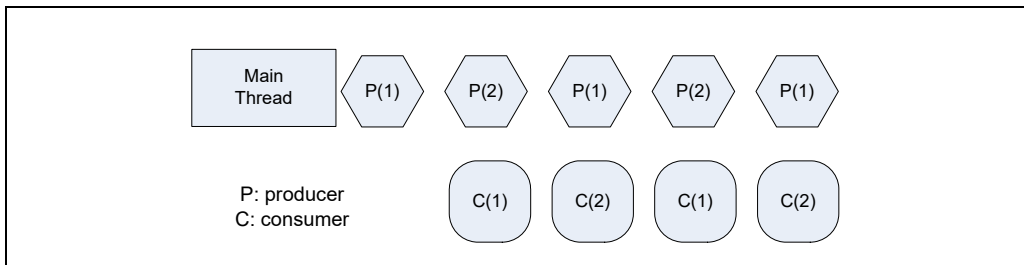 Main
Thread
P(1)
P(2)
P(1)
P(2)
P(1)
P: producer
C: consumer
C(1)
C(2)
C(1)
C(2)